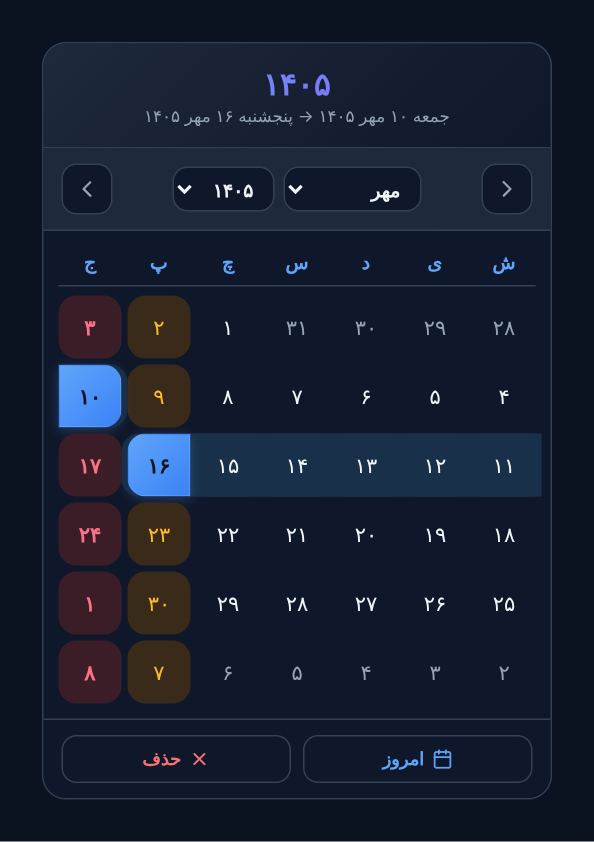 ۱۴۰۵
جمعه ۱۰ مهر ۱۴۰۵ → پنجشنبه ۱۶ مهر ۱۴۰۵
مهر ۱۴۰۵
ش ی د س چ پ ج
۲۸ ۲۹ ۳۰ ۳۱ ۱ ۲ ۳
۴ ۵ ۶ ۷ ۸ ۹ ۱۰
۱۱ ۱۲ ۱۳ ۱۴ ۱۵ ۱۶ ۱۷
۱۸ ۱۹ ۲۰ ۲۱ ۲۲ ۲۳ ۲۴
۲۵ ۲۶ ۲۷ ۲۸ ۲۹ ۳۰ ۱
۲ ۳ ۴ ۵ ۶ ۷ ۸
امروز حذف